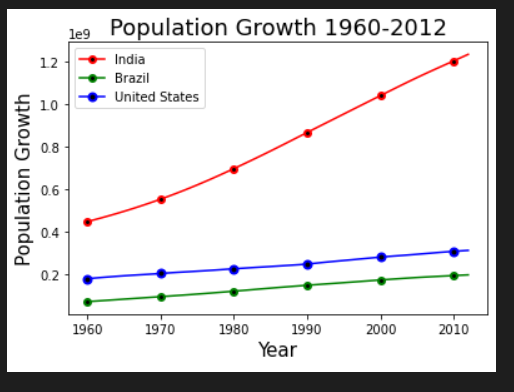 Population Growth 1960-2012
1e9
India
Brazil
United States
Population Growth
1.2
1.0
0.8
0.6
0.4
0.2
1960 1970 1980 1990 2000 2010
Year